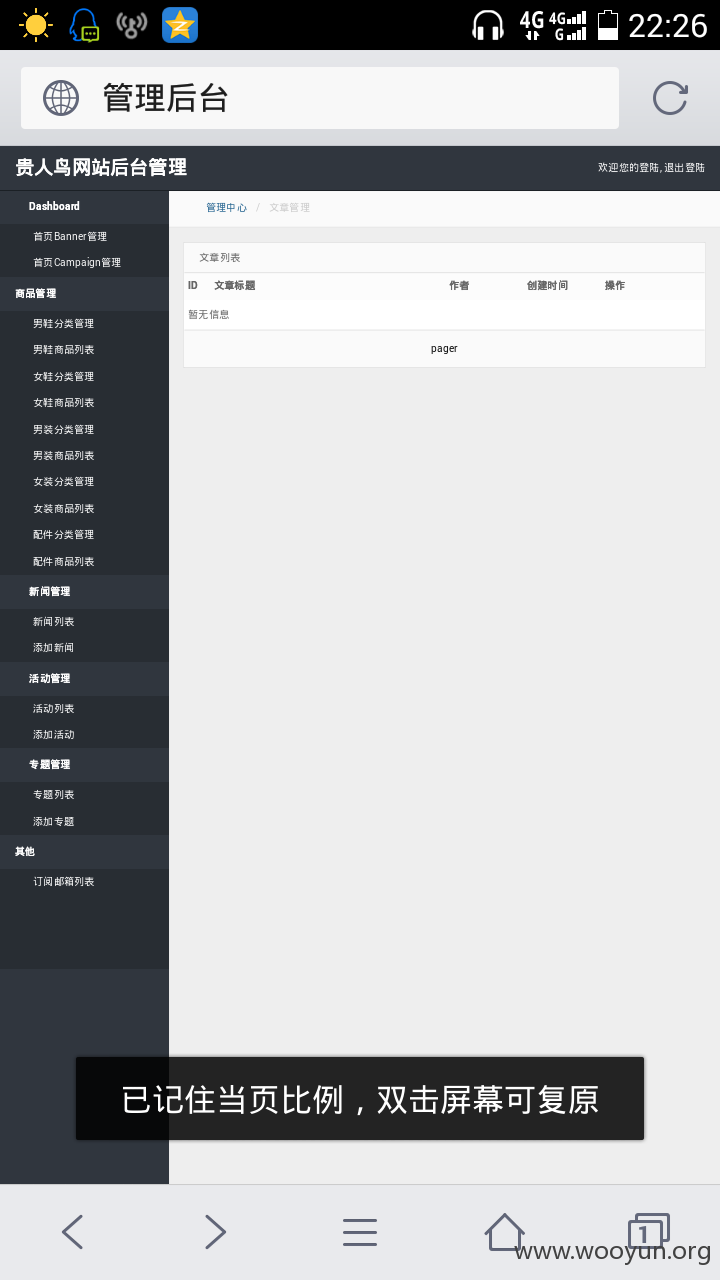 4G 4G G 22:26
管理后台
贵人鸟网站后台管理
欢迎您的登陆, 退出登陆
Dashboard
首页Banner管理
首页Campaign管理
商品管理
男鞋分类管理
男鞋商品列表
女鞋分类管理
女鞋商品列表
男装分类管理
男装商品列表
女装分类管理
女装商品列表
配件分类管理
配件商品列表
新闻管理
新闻列表
添加新闻
活动管理
活动列表
添加活动
专题管理
专题列表
添加专题
其他
订阅邮箱列表
管理中心 / 文章管理
文章列表
ID 文章标题 作者 创建时间 操作
暂无信息
pager
已记住当页比例，双击屏幕可复原
1
www.wooyun.org